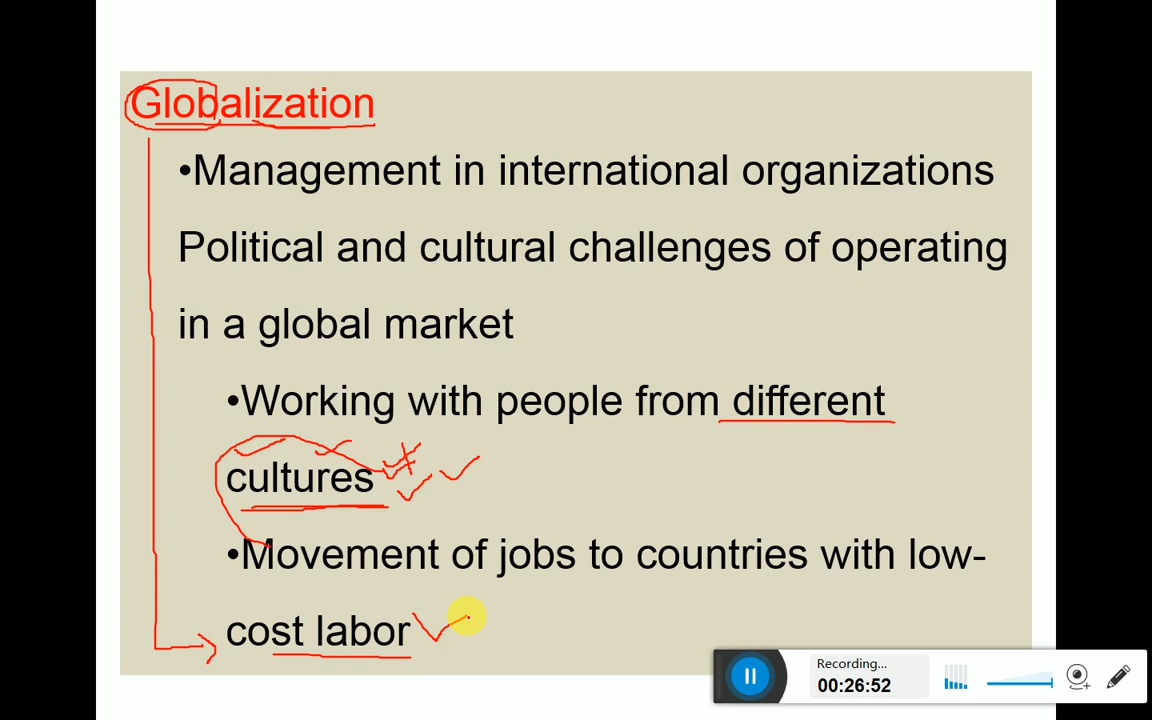 Globalization
•Management in international organizations
Political and cultural challenges of operating
in a global market
•Working with people from different
cultures
•Movement of jobs to countries with low-
cost labor
Recording...
00:26:52